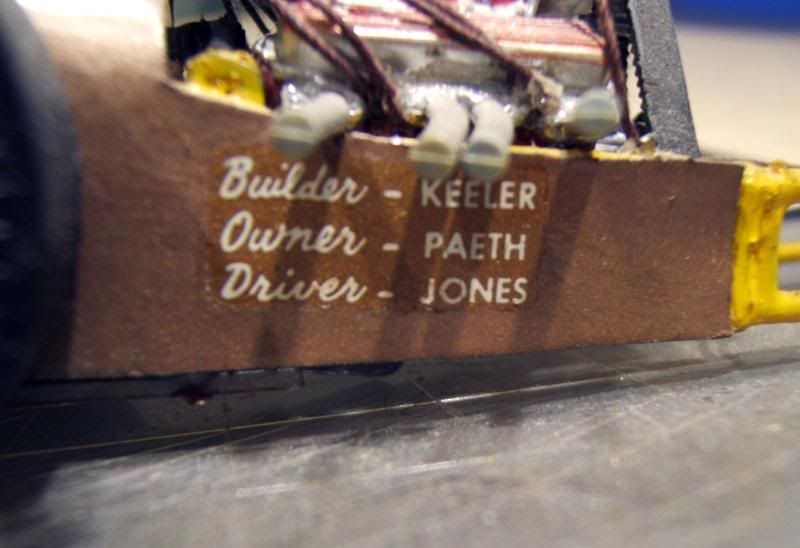 Builder - KEELER
Owner - PAETH
Driver - JONES